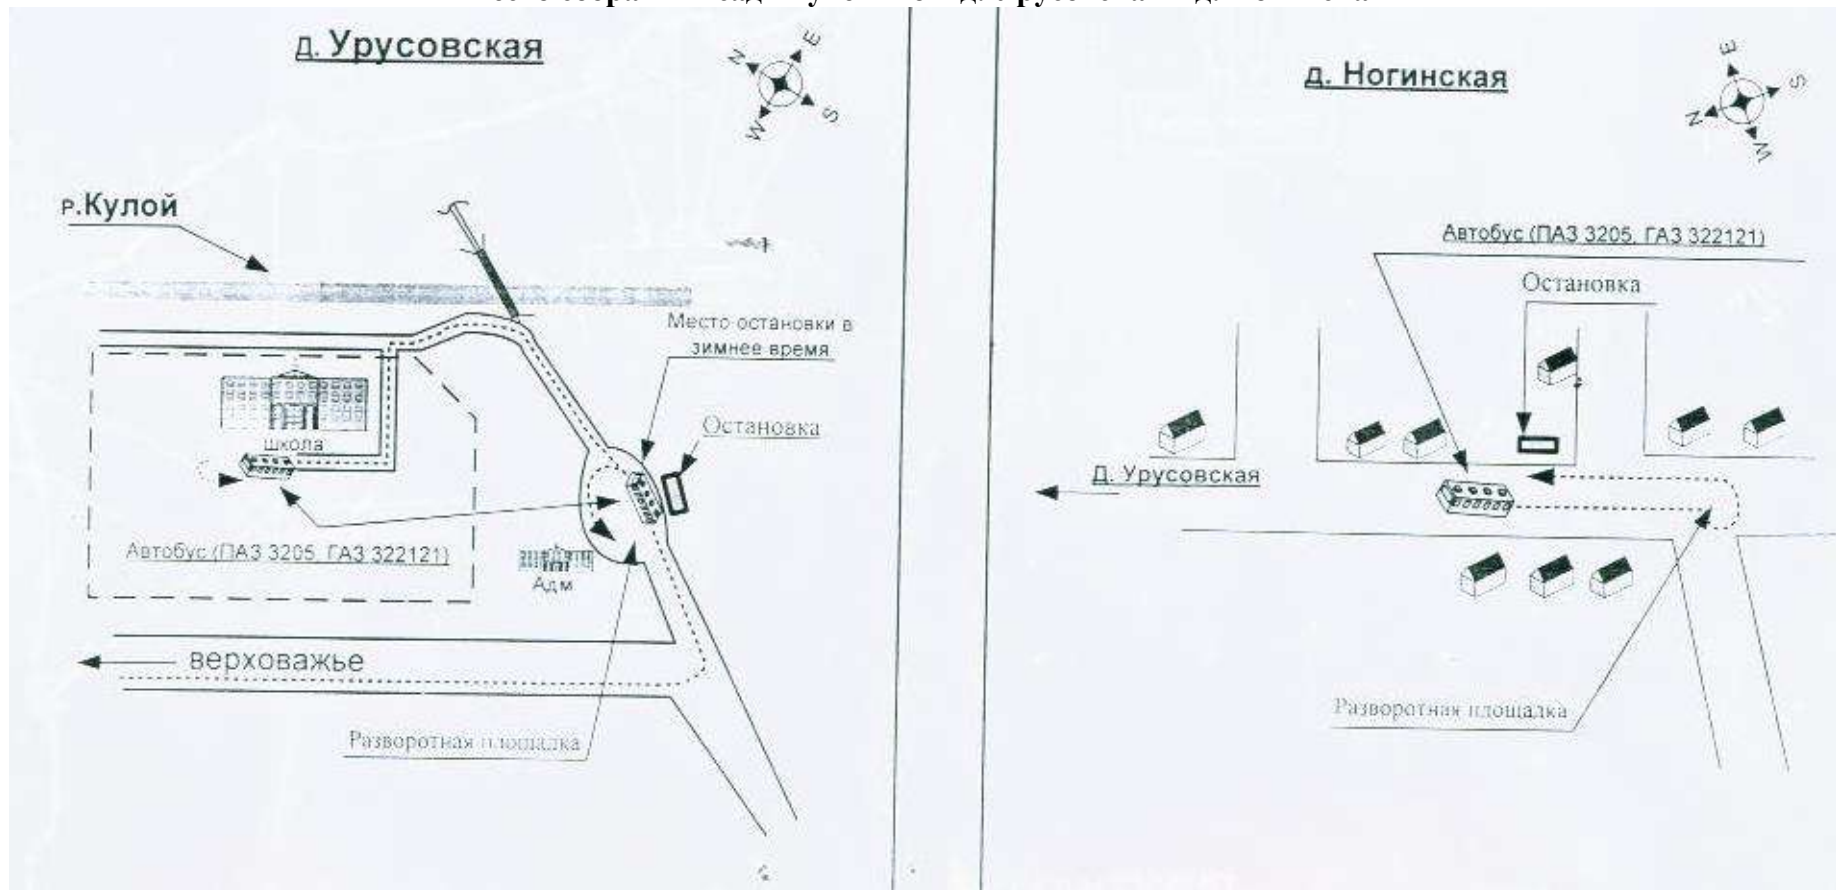 д. Урусовская
N
E
W
S
р.Кулой
Место остановки в
зимнее время
Остановка
школа
Автобус (ПАЗ 3205, ГАЗ 322121)
Адм
верховажье
Разворотная площадка
д. Ногинская
E
S
N
W
Автобус (ПАЗ 3205, ГАЗ 322121)
Остановка
Д. Урусовская
Разворотная площадка